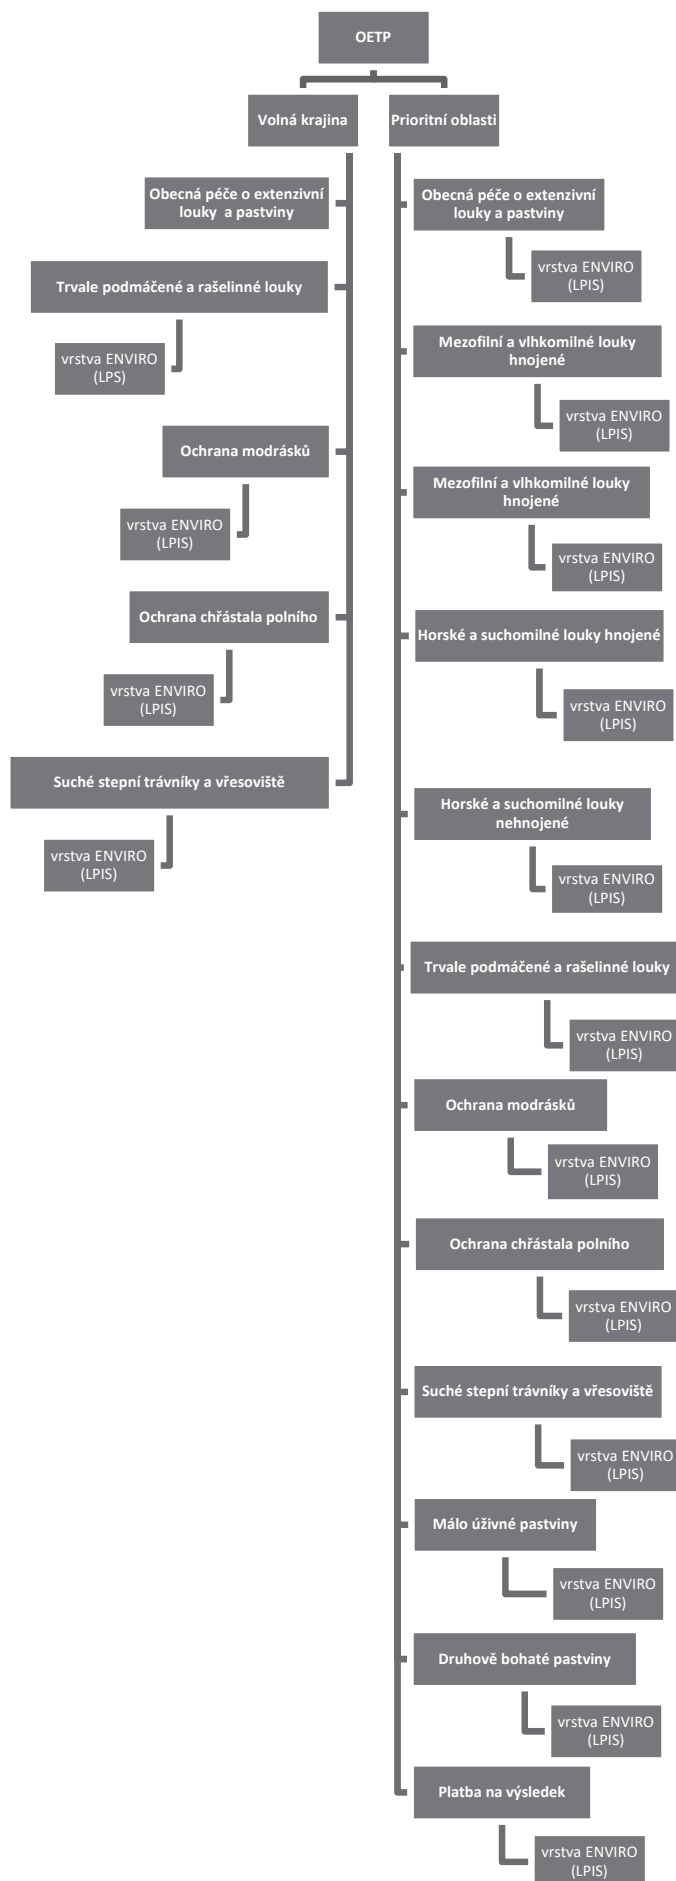 OETP
Volná krajina
Obecná péče o extenzivní
louky a pastviny
Trvale podmáčené a rašelinné louky
vrstva ENVIRO
(LPS)
Ochrana modrásků
vrstva ENVIRO
(LPIS)
Ochrana chřástala polního
vrstva ENVIRO
(LPIS)
Suché stepní trávníky a vřesoviště
vrstva ENVIRO
(LPIS)
Prioritní oblasti
Obecná péče o extenzivní
louky a pastviny
vrstva ENVIRO
(LPIS)
Mezofilní a vlhkomilné louky
hnojené
vrstva ENVIRO
(LPIS)
Mezofilní a vlhkomilné louky
hnojené
vrstva ENVIRO
(LPIS)
Horské a suchomilné louky hnojené
vrstva ENVIRO
(LPIS)
Horské a suchomilné louky
nehnojené
vrstva ENVIRO
(LPIS)
Trvale podmáčené a rašelinné louky
vrstva ENVIRO
(LPIS)
Ochrana modrásků
vrstva ENVIRO
(LPIS)
Ochrana chřástala polního
vrstva ENVIRO
(LPIS)
Suché stepní trávníky a vřesoviště
vrstva ENVIRO
(LPIS)
Málo úživné pastviny
vrstva ENVIRO
(LPIS)
Druhově bohaté pastviny
vrstva ENVIRO
(LPIS)
Platba na výsledek
vrstva ENVIRO
(LPIS)